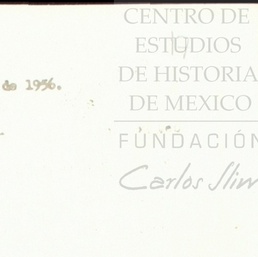 CENTRO DE
ESTUDIOS
DE HISTORIA
DE MEXICO
FUNDACIÓN
Carlos Slim
de 1956.